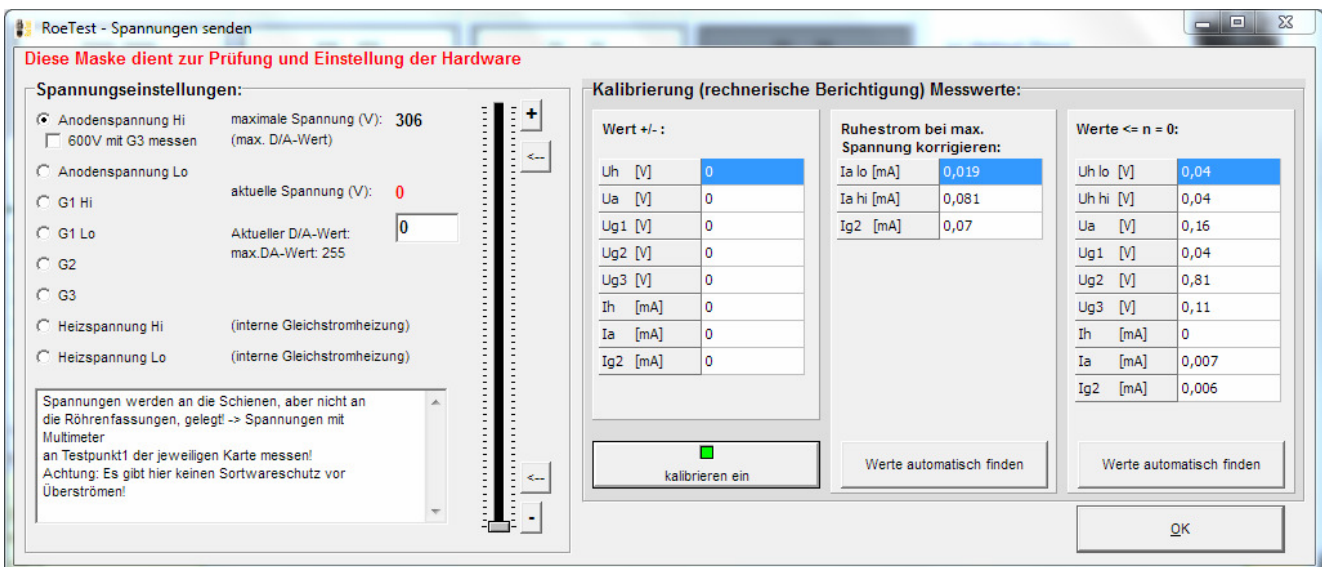 RoeTest - Spannungen senden
Diese Maske dient zur Prüfung und Einstellung der Hardware
Spannungseinstellungen:
Anodenspannung Hi
600V mit G3 messen
Anodenspannung Lo
G1 Hi
G1 Lo
G2
G3
Heizspannung Hi (interne Gleichstromheizung)
Heizspannung Lo (interne Gleichstromheizung)
maximale Spannung (V): 306
(max. D/A-Wert)
aktuelle Spannung (V): 0
Aktueller D/A-Wert: 0
max.DA-Wert: 255
+
<--
<--
-
Spannungen werden an die Schienen, aber nicht an
die Röhrenfassungen, gelegt! -> Spannungen mit
Multimeter
an Testpunkt1 der jeweiligen Karte messen!
Achtung: Es gibt hier keinen Sortwareschutz vor
Überströmen!
Kalibrierung (rechnerische Berichtigung) Messwerte:
Wert +/- :
Uh [V] 0
Ua [V] 0
Ug1 [V] 0
Ug2 [V] 0
Ug3 [V] 0
Ih [mA] 0
Ia [mA] 0
Ig2 [mA] 0
kalibrieren ein
Ruhestrom bei max.
Spannung korrigieren:
Ia lo [mA] 0,019
Ia hi [mA] 0,081
Ig2 [mA] 0,07
Werte automatisch finden
Werte <= n = 0:
Uh lo [V] 0,04
Uh hi [V] 0,04
Ua [V] 0,16
Ug1 [V] 0,04
Ug2 [V] 0,81
Ug3 [V] 0,11
Ih [mA] 0
Ia [mA] 0,007
Ig2 [mA] 0,006
Werte automatisch finden
OK